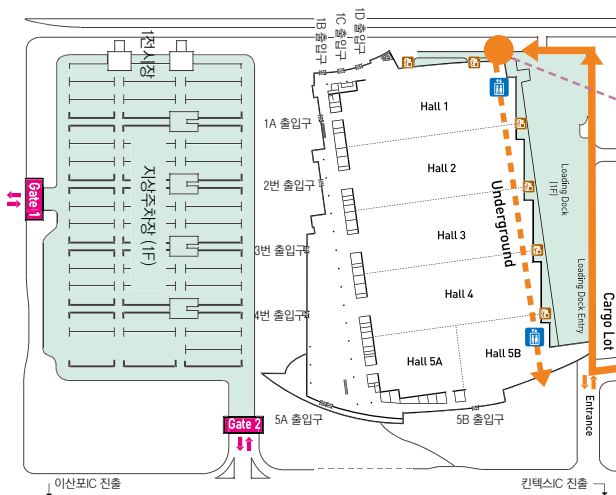 1D 출입구
1C 출입구
1B 출입구
1전시장
Hall 1
1A 출입구
Hall 2
2번 출입구
Loading Dock
(1F)
Gate 1
지상주차장 (1F)
Underground
Hall 3
3번 출입구
Loading Dock Entry
Hall 4
4번 출입구
Cargo Lot
Hall 5A
Hall 5B
Entrance
Gate 2
5A 출입구
5B 출입구
이산포IC 진출
킨텍스IC 진출